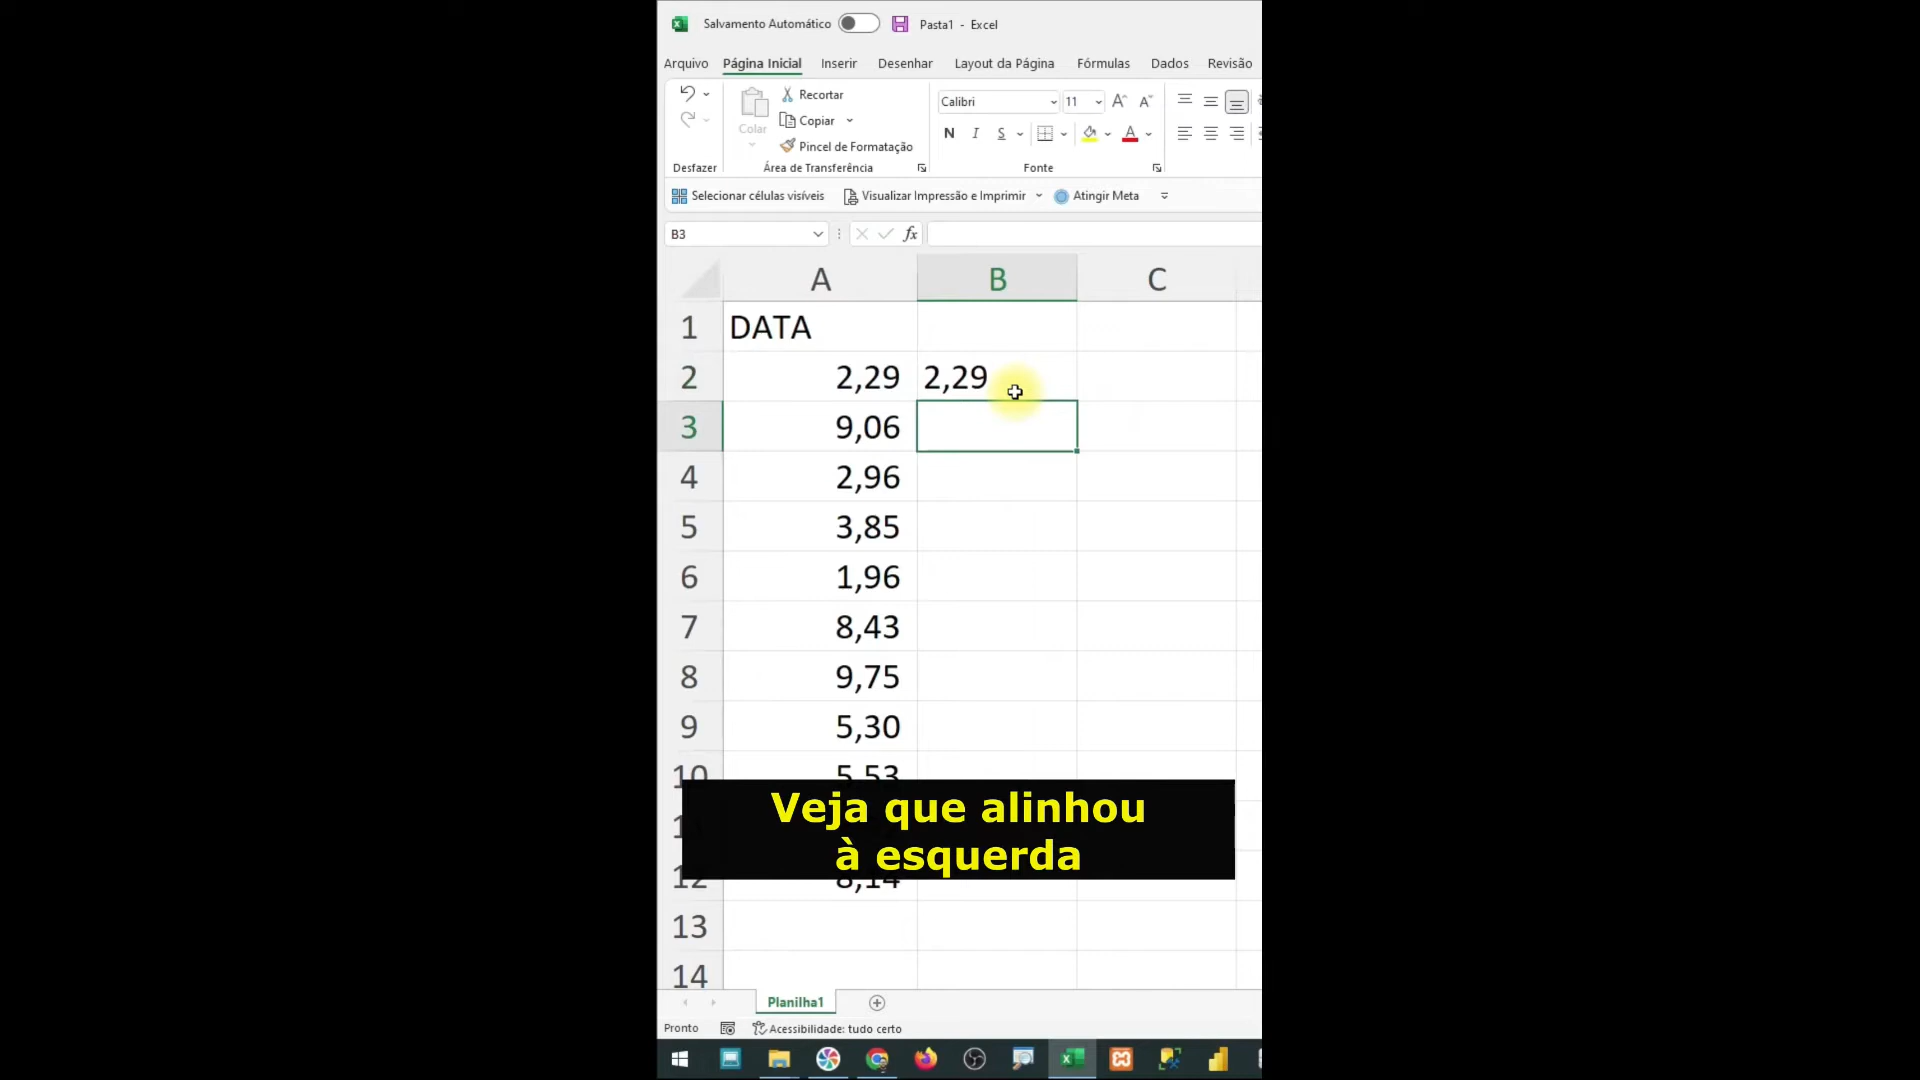 Salvamento Automático Pasta1 - Excel
Arquivo Página Inicial Inserir Desenhar Layout da Página Fórmulas Dados Revisão
Recortar
Calibri 11 A A
Colar
Copiar
N I S A
Pincel de Formatação
Desfazer Área de Transferência Fonte
Selecionar células visíveis Visualizar Impressão e Imprimir Atingir Meta
B3 fx
A B C
1 DATA
2 2,29 2,29
3 9,06
4 2,96
5 3,85
6 1,96
7 8,43
8 9,75
9 5,30
10 5,53
Veja que alinhou
à esquerda
12 8,14
13
14
Planilha1
Pronto Acessibilidade: tudo certo